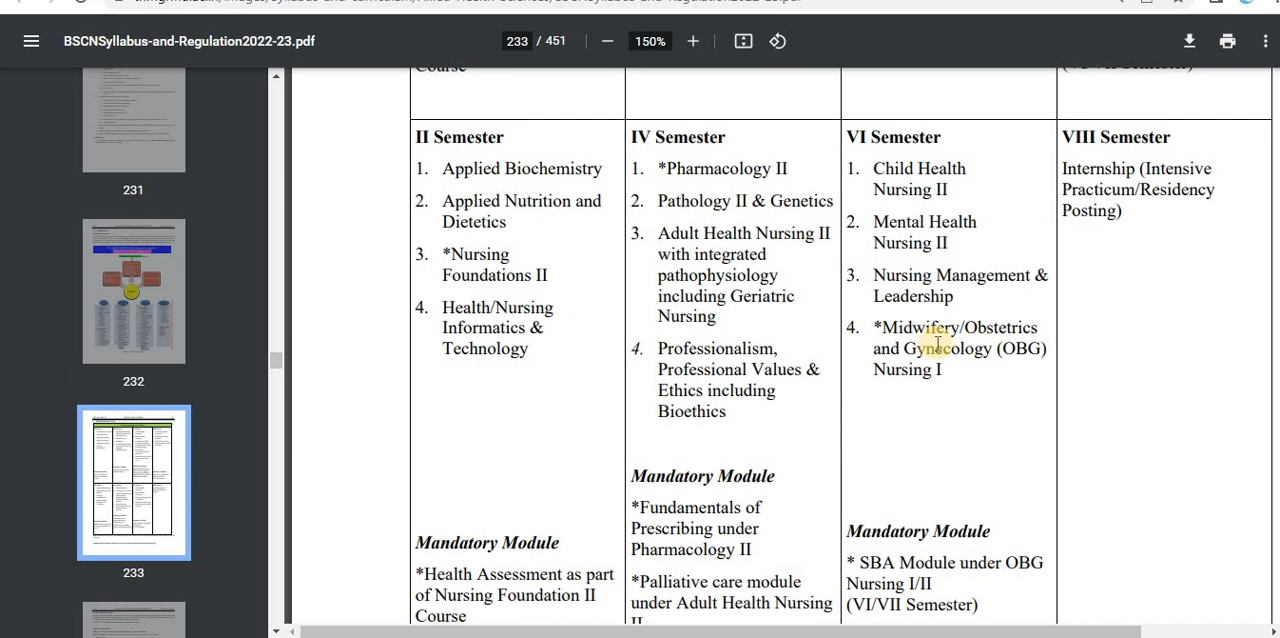 BSCNSyllabus-and-Regulation2022-23.pdf
233 / 451
150%
231
232
233
Course
II Semester
1. Applied Biochemistry
2. Applied Nutrition and
Dietetics
3. *Nursing
Foundations II
4. Health/Nursing
Informatics &
Technology
Mandatory Module
*Health Assessment as part
of Nursing Foundation II
Course
IV Semester
1. *Pharmacology II
2. Pathology II & Genetics
3. Adult Health Nursing II
with integrated
pathophysiology
including Geriatric
Nursing
4. Professionalism,
Professional Values &
Ethics including
Bioethics
Mandatory Module
*Fundamentals of
Prescribing under
Pharmacology II
*Palliative care module
under Adult Health Nursing
II
VI Semester
1. Child Health
Nursing II
2. Mental Health
Nursing II
3. Nursing Management &
Leadership
4. *Midwifery/Obstetrics
and Gynecology (OBG)
Nursing I
Mandatory Module
* SBA Module under OBG
Nursing I/II
(VI/VII Semester)
(VI/VII Semester)
VIII Semester
Internship (Intensive
Practicum/Residency
Posting)